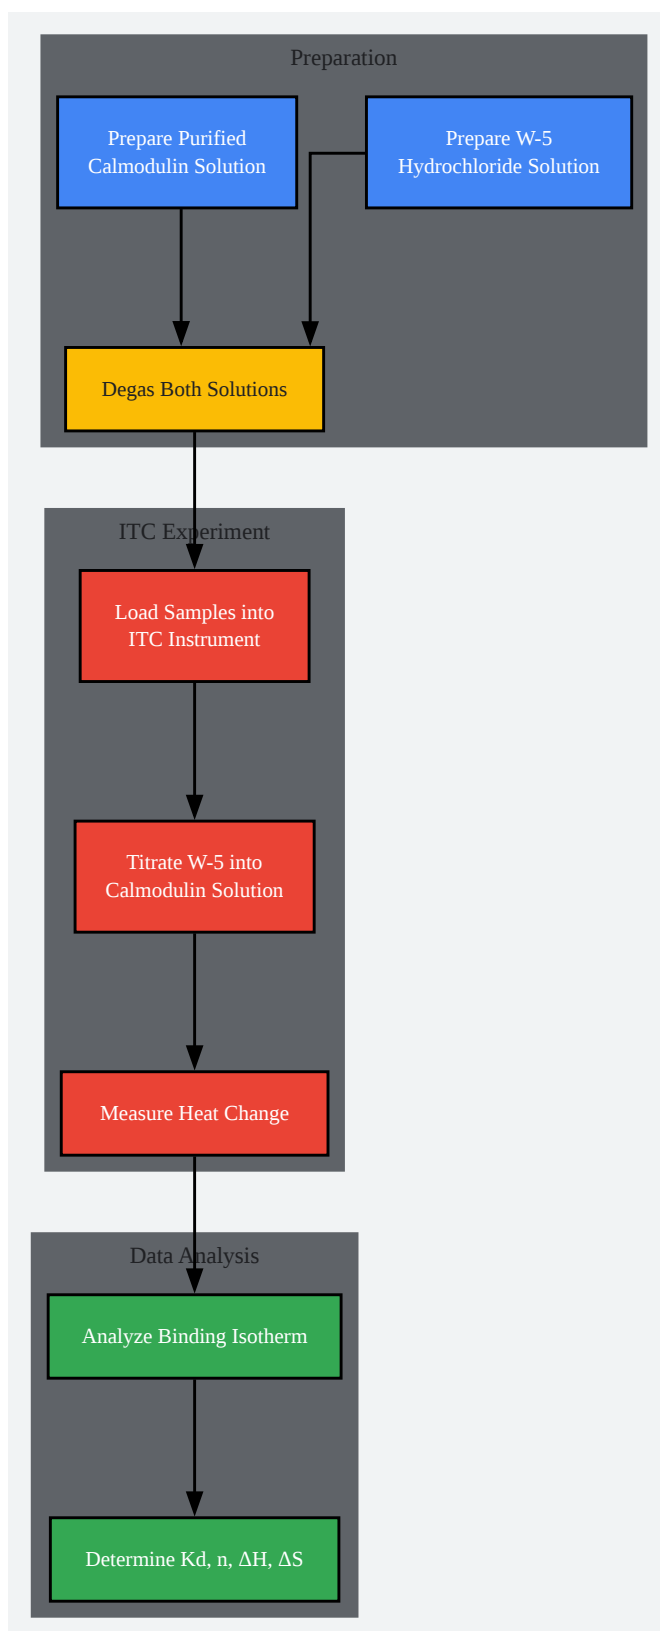 Preparation
Prepare Purified
Calmodulin Solution
Prepare W-5
Hydrochloride Solution
Degas Both Solutions
ITC Experiment
Load Samples into
ITC Instrument
Titrate W-5 into
Calmodulin Solution
Measure Heat Change
Data Analysis
Analyze Binding Isotherm
Determine Kd, n, ΔH, ΔS